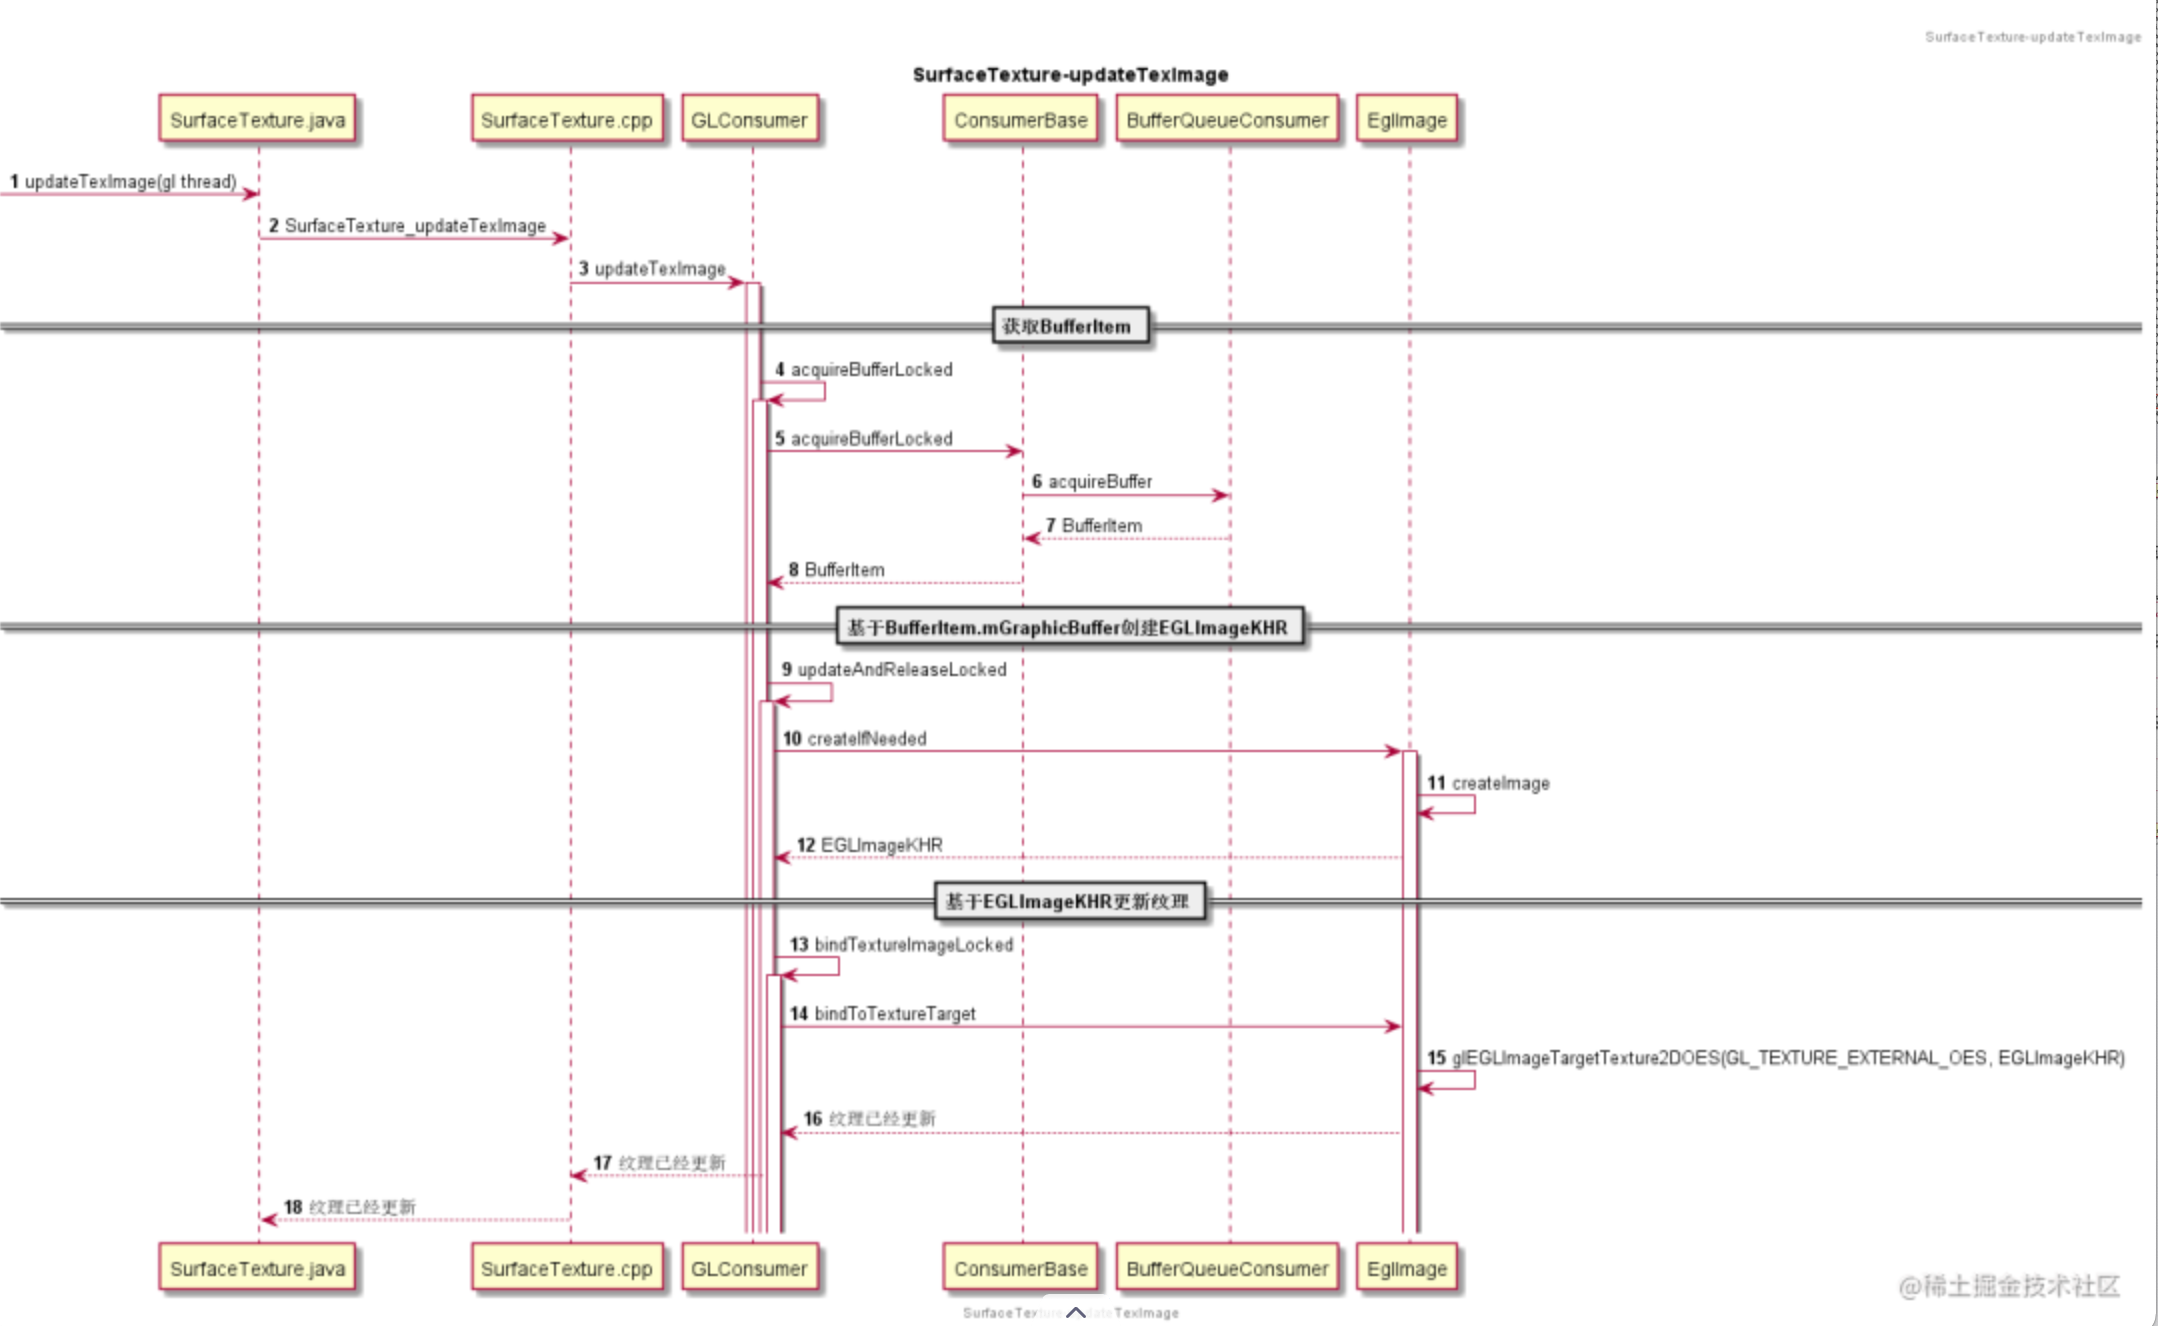 SurfaceTexture-updateTexImage
SurfaceTexture-updateTexImage
SurfaceTexture.java
SurfaceTexture.cpp
GLConsumer
ConsumerBase
BufferQueueConsumer
EglImage
1 updateTexImage(gl thread)
2 SurfaceTexture_updateTexImage
3 updateTexImage
获取BufferItem
4 acquireBufferLocked
5 acquireBufferLocked
6 acquireBuffer
7 BufferItem
8 BufferItem
基于BufferItem.mGraphicBuffer创建EGLImageKHR
9 updateAndReleaseLocked
10 createIfNeeded
11 createImage
12 EGLImageKHR
基于EGLImageKHR更新纹理
13 bindTextureImageLocked
14 bindToTextureTarget
15 glEGLImageTargetTexture2DOES(GL_TEXTURE_EXTERNAL_OES, EGLImageKHR)
16 纹理已经更新
17 纹理已经更新
18 纹理已经更新
SurfaceTexture.java
SurfaceTexture.cpp
GLConsumer
ConsumerBase
BufferQueueConsumer
EglImage
@稀土掘金技术社区
SurfaceTexture-updateTexImage